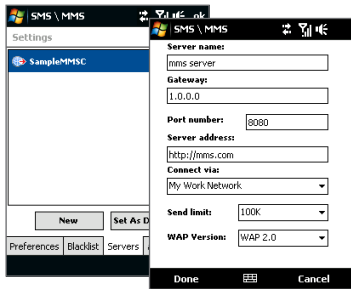 SMS \ MMS
ok
Settings
SampleMMSC
New
Set As D
Preferences Blacklist Servers
SMS \ MMS
Server name:
mms server
Gateway:
1.0.0.0
Port number: 8080
Server address:
http://mms.com
Connect via:
My Work Network
Send limit: 100K
WAP Version: WAP 2.0
Done Cancel